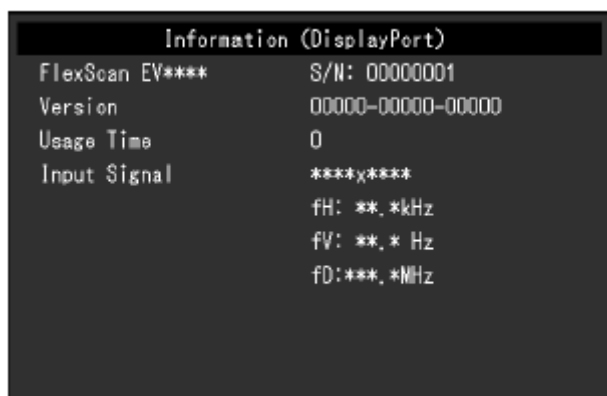 Information (DisplayPort)
FlexScan EV**** S/N: 00000001
Version 00000-00000-00000
Usage Time 0
Input Signal ****x****
fH: **.*kHz
fV: **.* Hz
fD:***.*MHz